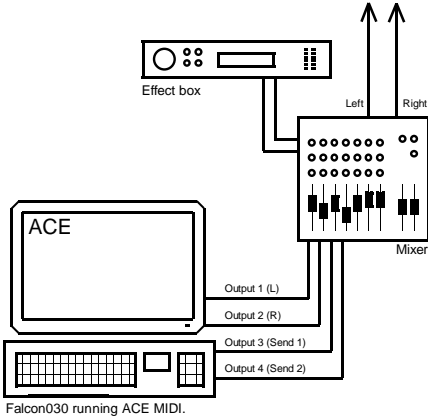 Effect box
Left
Right
Mixer
ACE
Output 1 (L)
Output 2 (R)
Output 3 (Send 1)
Output 4 (Send 2)
Falcon030 running ACE MIDI.